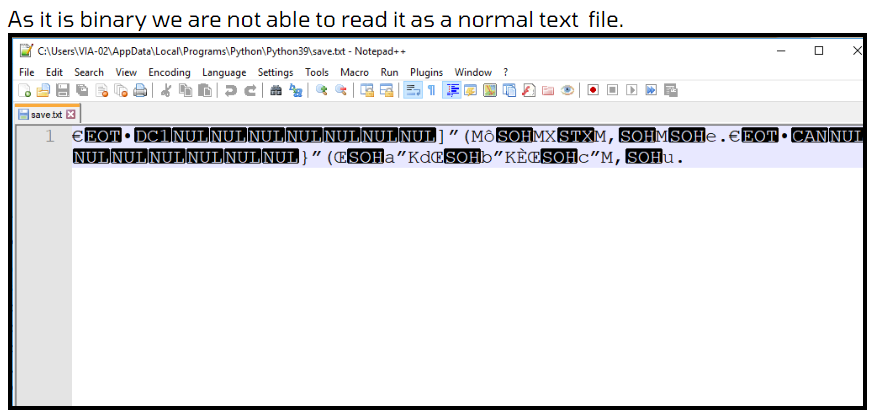 As it is binary we are not able to read it as a normal text file.
C:\Users\VIA-02\AppData\Local\Programs\Python\Python39\save.txt - Notepad++
File Edit Search View Encoding Language Settings Tools Macro Run Plugins Window ?
save.txt
1 €EOT•DC1NULNULNULNULNULNULNUL]”(MôSOHMXSTXM,SOHMSOHe.€EOT•CANNUL
NULNULNULNULNULNUL}”(ŒSOHa”KdŒSOHb”KÈŒSOHc”M,SOHu.